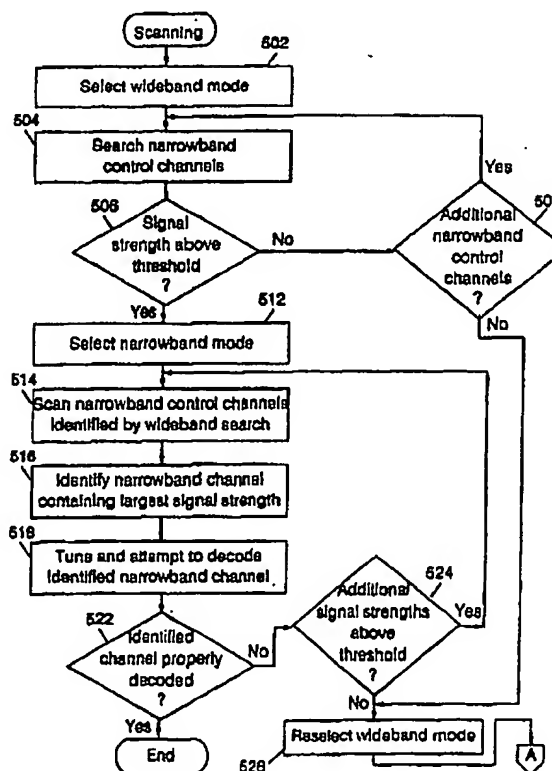 Scanning
502
Select wideband mode
504
Search narrowband
control channels
Yes
506
Signal
strength above
threshold
?
No
50
Additional
narrowband
control
channels
?
Yes
512
No
Select narrowband mode
514
Scan narrowband control channels
identified by wideband search
516
Identify narrowband channel
containing largest signal strength
518
Tune and attempt to decode
identified narrowband channel
524
Additional
signal strengths
above
threshold
?
Yes
522
Identified
channel properly
decoded
?
No
No
Yes
Reselect wideband mode
End
526
A